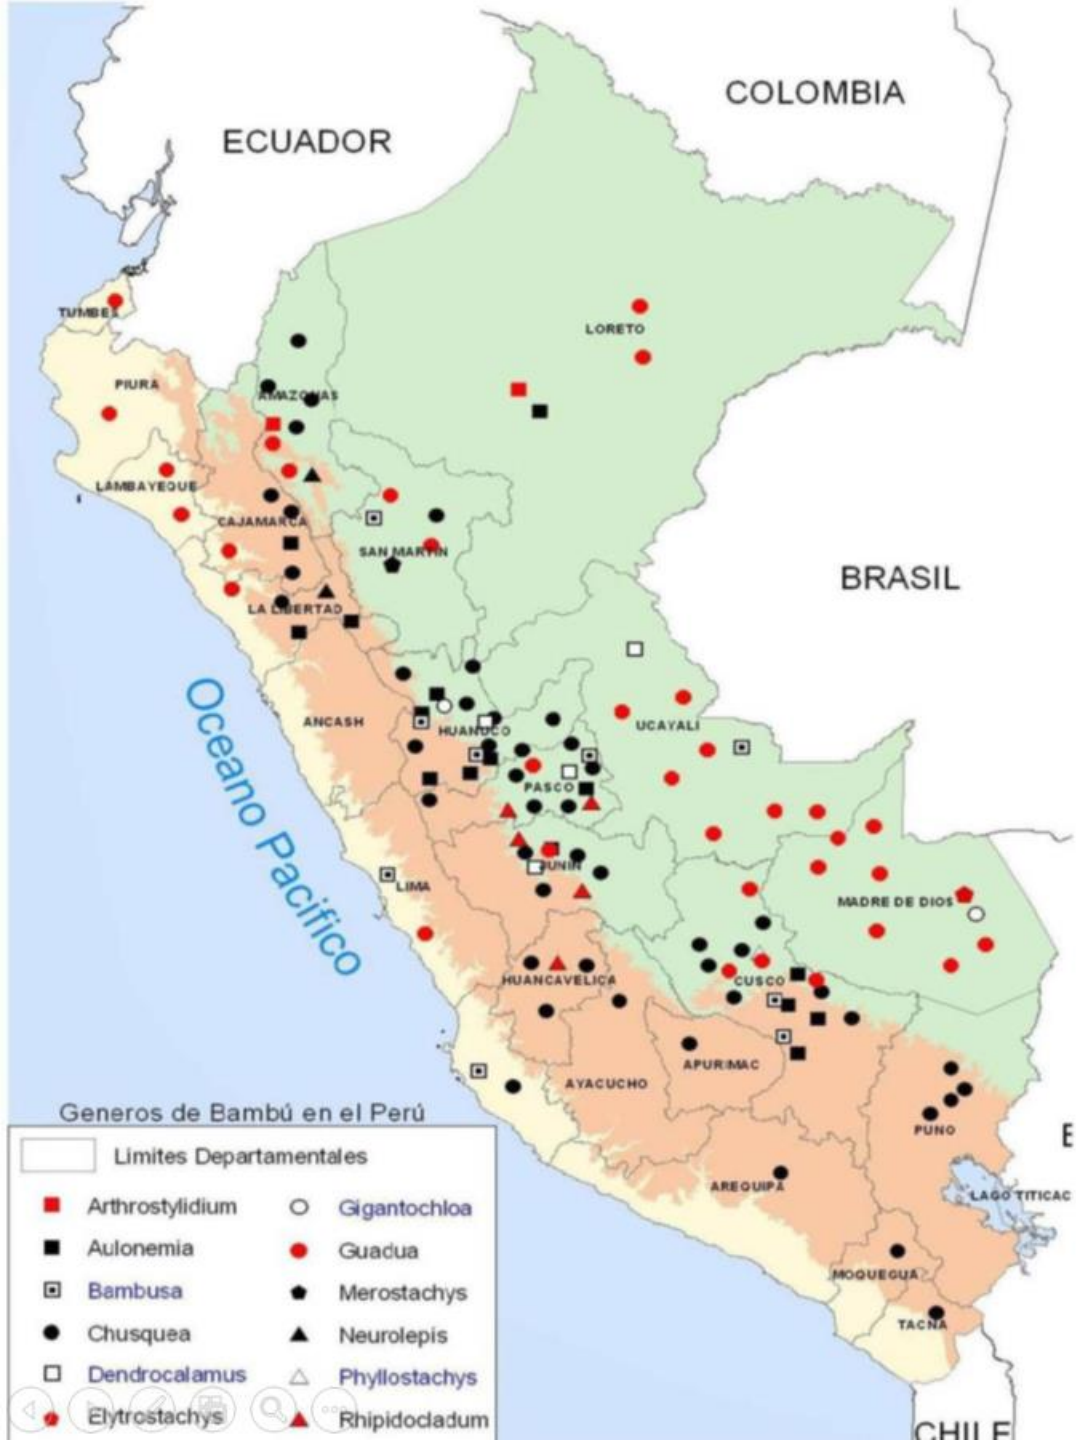 COLOMBIA
ECUADOR
TUMBES
LORETO
PIURA
AMAZONAS
LAMBAYEQUE
CAJAMARCA
SAN MARTIN
BRASIL
LA LIBERTAD
ANCASH
HUANUCO
UCAYALI
PASCO
Oceano Pacifico
JUNIN
LIMA
MADRE DE DIOS
HUANCAVELICA
CUSCO
APURIMAC
AYACUCHO
PUNO
AREQUIPA
LAGO TITICAC
MOQUEGUA
TACNA
CHILE
Generos de Bambú en el Perú
Limites Departamentales
Arthrostylidium
Aulonemia
Bambusa
Chusquea
Dendrocalamus
Elytrostachys
Gigantochloa
Guadua
Merostachys
Neurolepis
Phyllostachys
Rhipidocladum